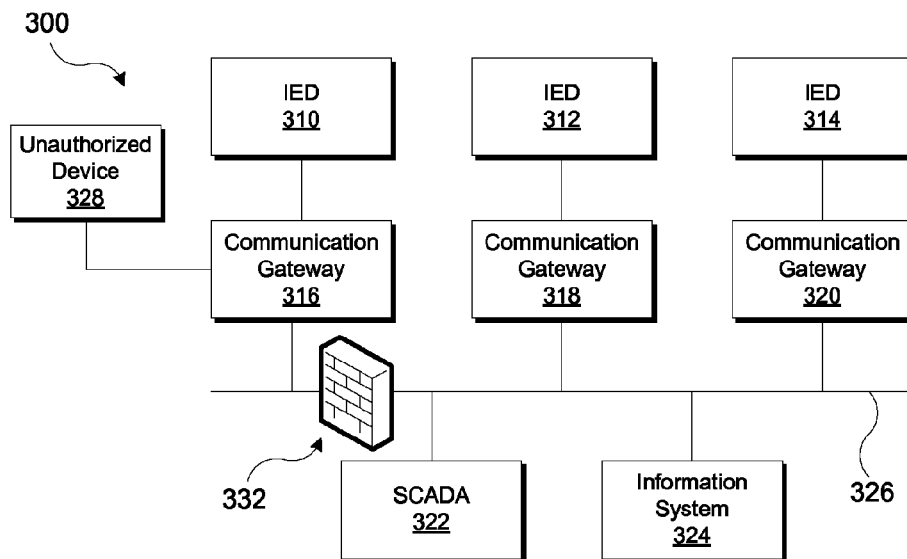 300
IED
310
IED
312
IED
314
Unauthorized
Device
328
Communication
Gateway
316
Communication
Gateway
318
Communication
Gateway
320
332
SCADA
322
Information
System
324
326